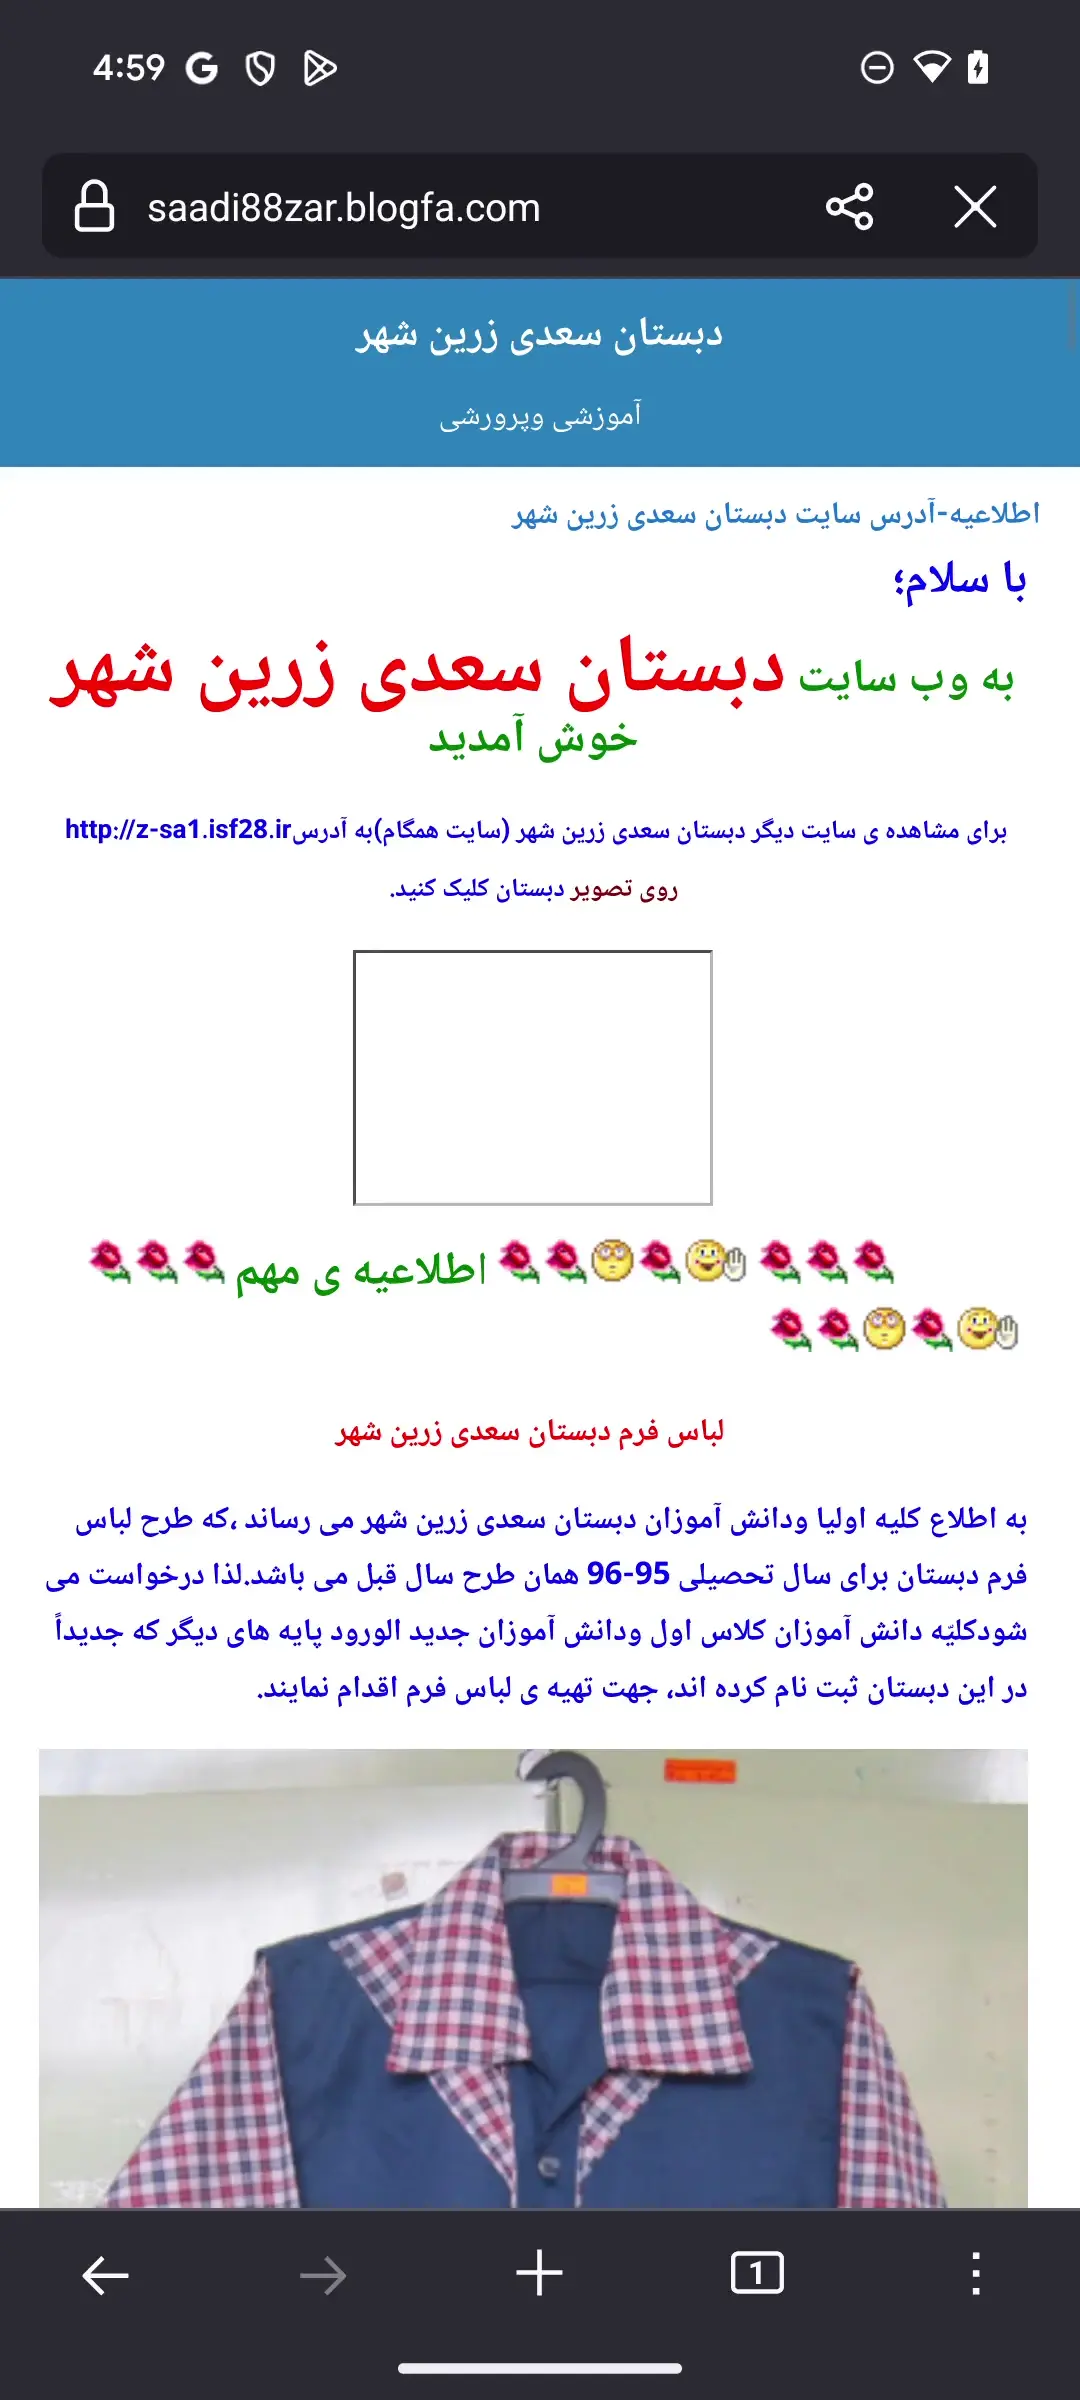 4:59
saadi88zar.blogfa.com
دبستان سعدی زرین شهر
آموزشی وپرورشی
اطلاعیه-آدرس سایت دبستان سعدی زرین شهر
با سلام؛
به وب سایت دبستان سعدی زرین شهر
خوش آمدید
برای مشاهده ی سایت دیگر دبستان سعدی زرین شهر (سایت همگام)به آدرسhttp://z-sa1.isf28.ir
روی تصویر دبستان کلیک کنید.
اطلاعیه ی مهم
لباس فرم دبستان سعدی زرین شهر
به اطلاع کلیه اولیا ودانش آموزان دبستان سعدی زرین شهر می رساند ،که طرح لباس
فرم دبستان برای سال تحصیلی 95-96 همان طرح سال قبل می باشد.لذا درخواست می
شودکلیّه دانش آموزان کلاس اول ودانش آموزان جدید الورود پایه های دیگر که جدیداً
در این دبستان ثبت نام کرده اند، جهت تهیه ی لباس فرم اقدام نمایند.
1